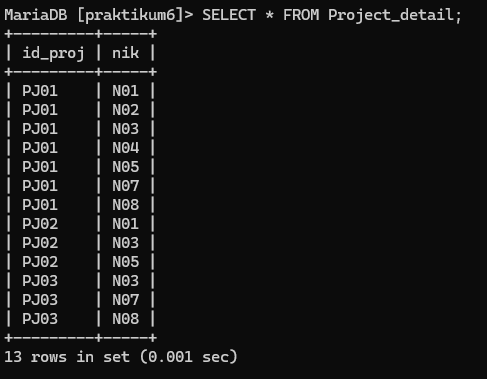 MariaDB [praktikum6]> SELECT * FROM Project_detail;
+---------+-----+
| id_proj | nik |
+---------+-----+
| PJ01    | N01 |
| PJ01    | N02 |
| PJ01    | N03 |
| PJ01    | N04 |
| PJ01    | N05 |
| PJ01    | N07 |
| PJ01    | N08 |
| PJ02    | N01 |
| PJ02    | N03 |
| PJ02    | N05 |
| PJ03    | N03 |
| PJ03    | N07 |
| PJ03    | N08 |
+---------+-----+
13 rows in set (0.001 sec)